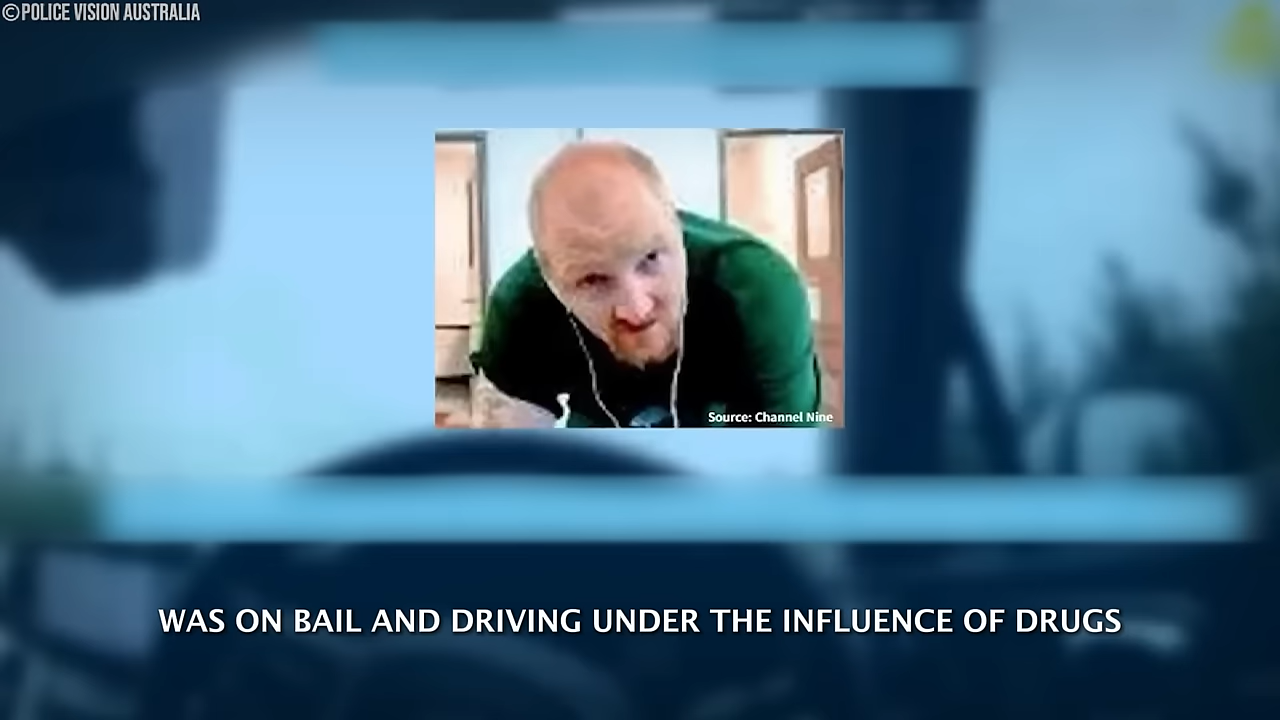 ©POLICE VISION AUSTRALIA
Source: Channel Nine
WAS ON BAIL AND DRIVING UNDER THE INFLUENCE OF DRUGS